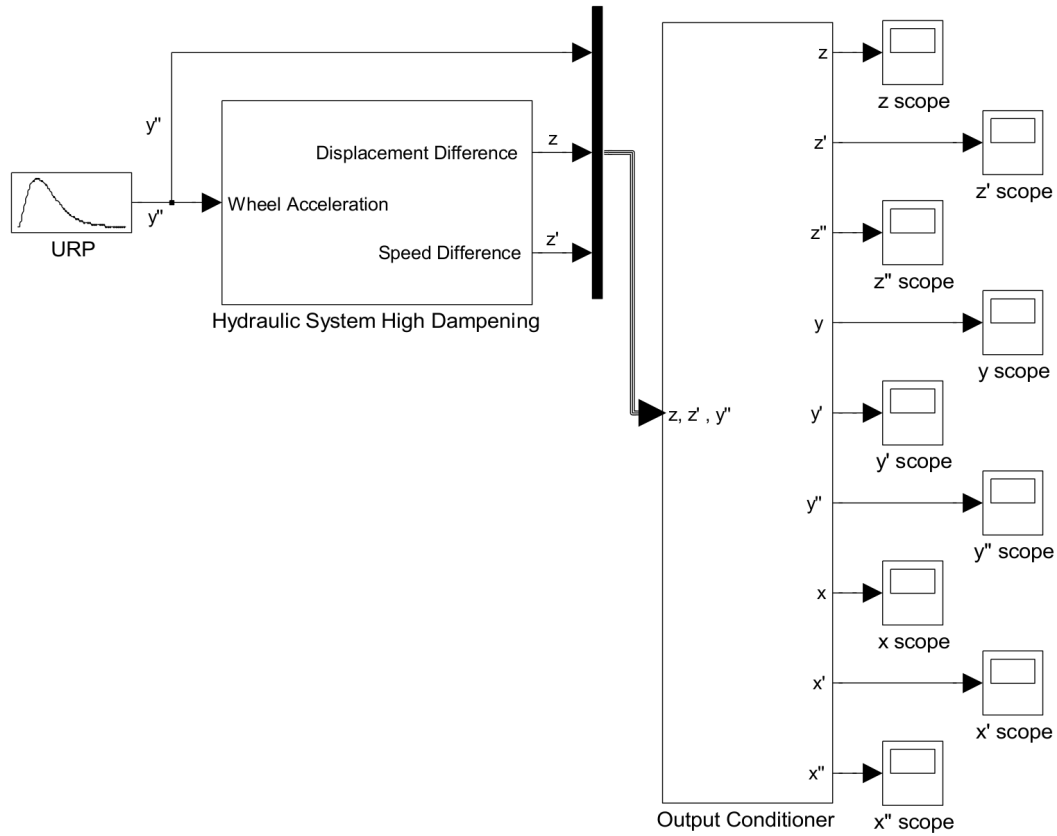 z
z scope
y"
z'
z' scope
Displacement Difference
z
Wheel Acceleration
y"
URP
Speed Difference
z'
Hydraulic System High Dampening
z"
z" scope
y
y scope
z, z' , y"
y'
y' scope
y"
y" scope
x
x scope
x'
x' scope
x"
x" scope
Output Conditioner